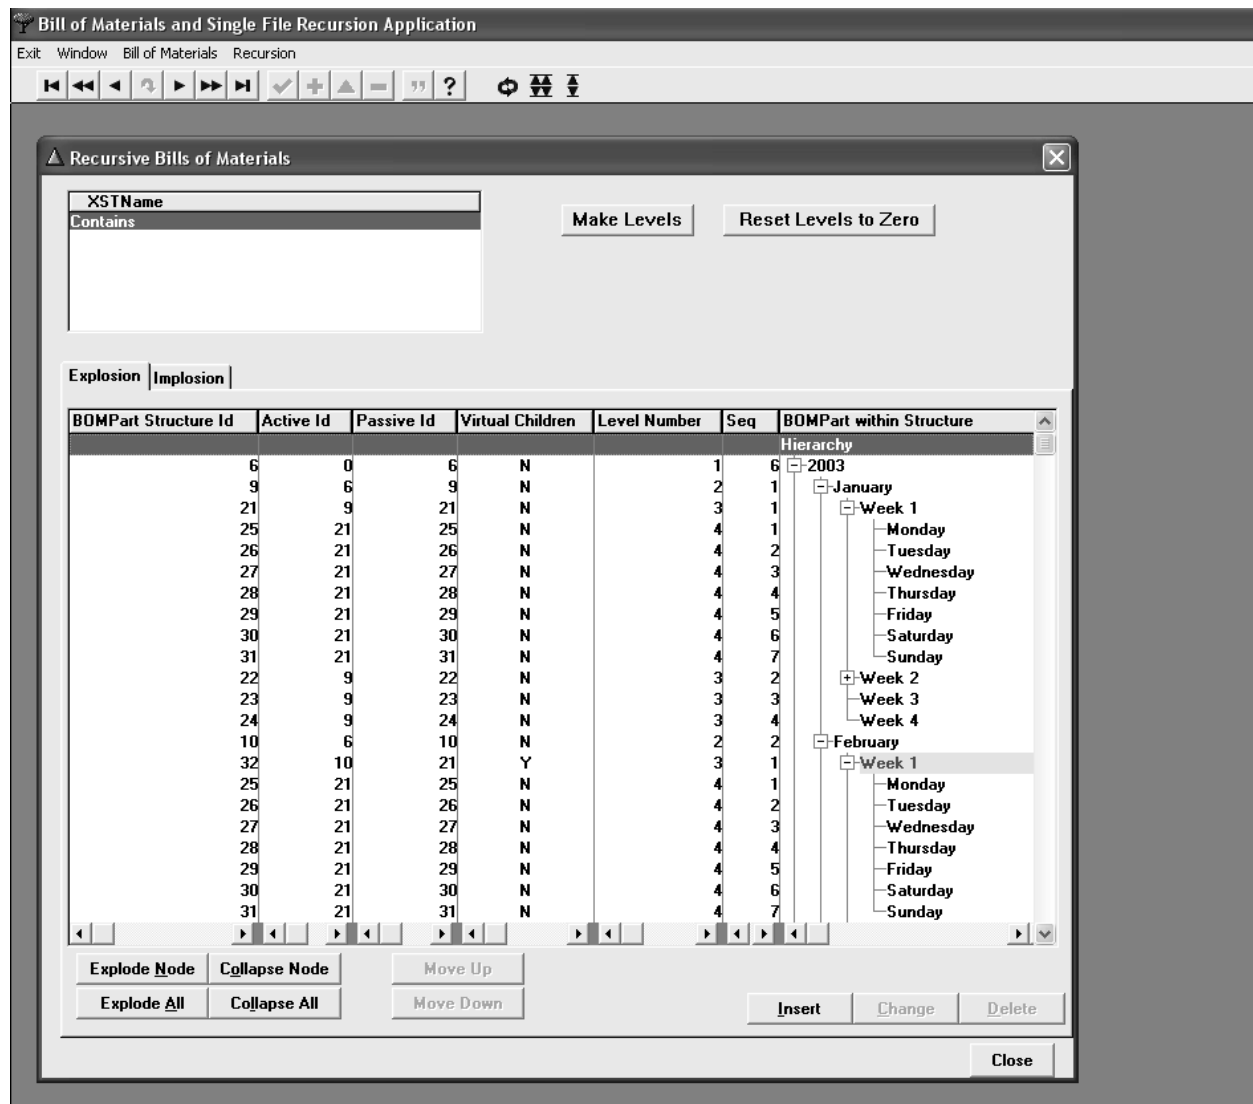 Bill of Materials and Single File Recursion Application
Exit Window Bill of Materials Recursion
?
Recursive Bills of Materials
XSTName
Contains
Make Levels Reset Levels to Zero
Explosion Implosion
BOMPart Structure Id Active Id Passive Id Virtual Children Level Number Seq BOMPart within Structure
Hierarchy
6 0 6 N 1 6 2003
9 6 9 N 2 1 January
21 9 21 N 3 1 Week 1
25 21 25 N 4 1 Monday
26 21 26 N 4 2 Tuesday
27 21 27 N 4 3 Wednesday
28 21 28 N 4 4 Thursday
29 21 29 N 4 5 Friday
30 21 30 N 4 6 Saturday
31 21 31 N 4 7 Sunday
22 9 22 N 3 2 Week 2
23 9 23 N 3 3 Week 3
24 9 24 N 3 4 Week 4
10 6 10 N 2 2 February
32 10 21 Y 3 1 Week 1
25 21 25 N 4 1 Monday
26 21 26 N 4 2 Tuesday
27 21 27 N 4 3 Wednesday
28 21 28 N 4 4 Thursday
29 21 29 N 4 5 Friday
30 21 30 N 4 6 Saturday
31 21 31 N 4 7 Sunday
Explode Node Collapse Node Move Up
Explode All Collapse All Move Down
Insert Change Delete
Close